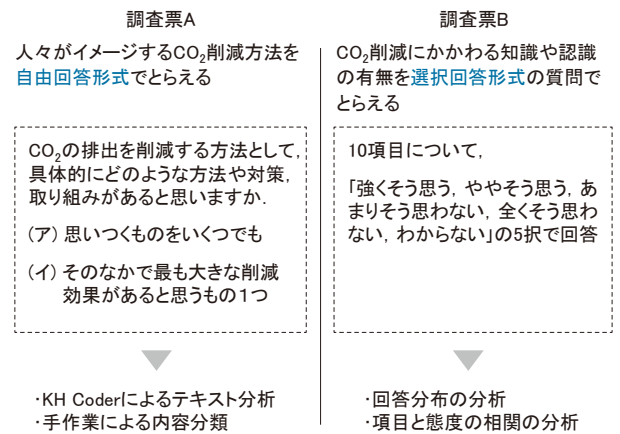 調査票A
人々がイメージするCO₂削減方法を
自由回答形式でとらえる
CO₂の排出を削減する方法として,
具体的にどのような方法や対策,
取り組みがあると思いますか.
(ア) 思いつくものをいくつでも
(イ) そのなかで最も大きな削減
効果があると思うもの1つ
・KH Coderによるテキスト分析
・手作業による内容分類
調査票B
CO₂削減にかかわる知識や認識
の有無を選択回答形式の質問で
とらえる
10項目について,
「強くそう思う, ややそう思う, あ
まりそう思わない, 全くそう思わ
ない, わからない」の5択で回答
・回答分布の分析
・項目と態度の相関の分析